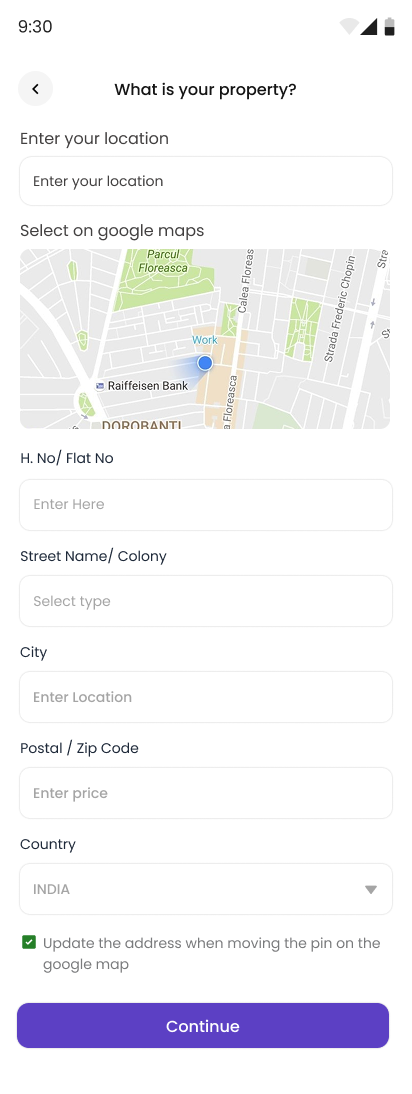 9:30
What is your property?
Enter your location
Enter your location
Select on google maps
Parcul
Floreasca
Calea Floreas
Strada Frederic Chopin
Stra
Work
Raiffeisen Bank
a Floreasca
DOROBANTI
H. No/ Flat No
Enter Here
Street Name/ Colony
Select type
City
Enter Location
Postal / Zip Code
Enter price
Country
INDIA
Update the address when moving the pin on the
google map
Continue